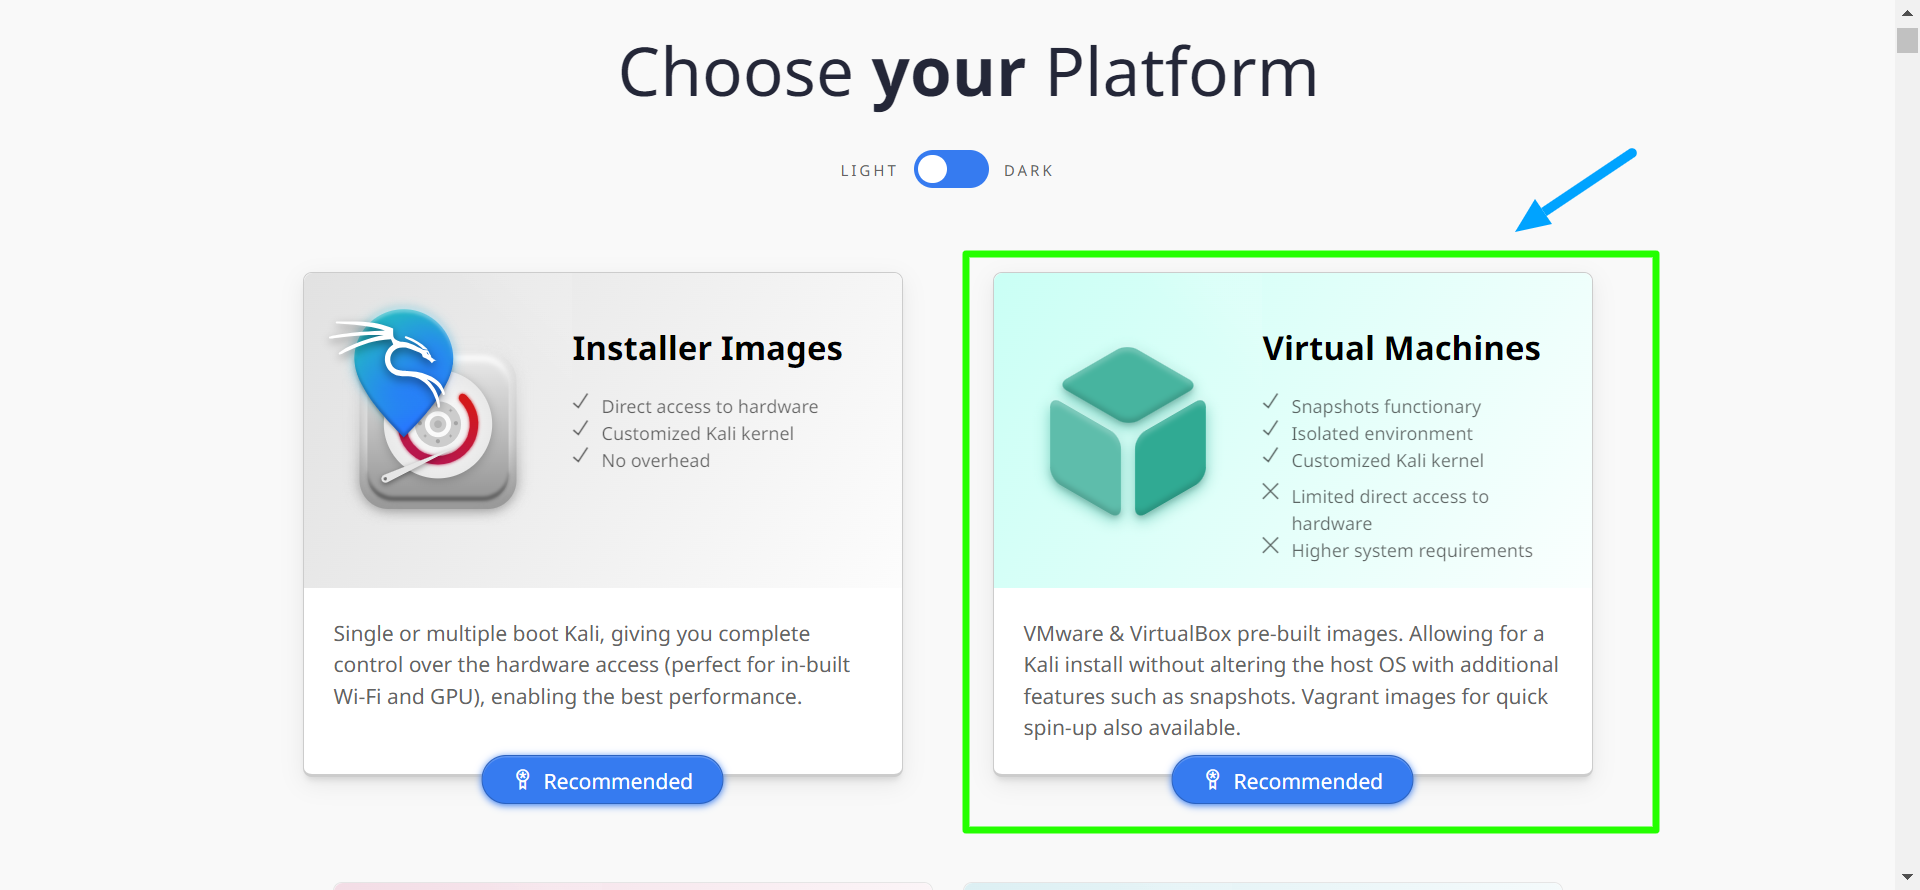 Choose your Platform
LIGHT DARK
Installer Images
Direct access to hardware
Customized Kali kernel
No overhead
Single or multiple boot Kali, giving you complete
control over the hardware access (perfect for in-built
Wi-Fi and GPU), enabling the best performance.
Recommended
Virtual Machines
Snapshots functionary
Isolated environment
Customized Kali kernel
Limited direct access to
hardware
Higher system requirements
VMware & VirtualBox pre-built images. Allowing for a
Kali install without altering the host OS with additional
features such as snapshots. Vagrant images for quick
spin-up also available.
Recommended